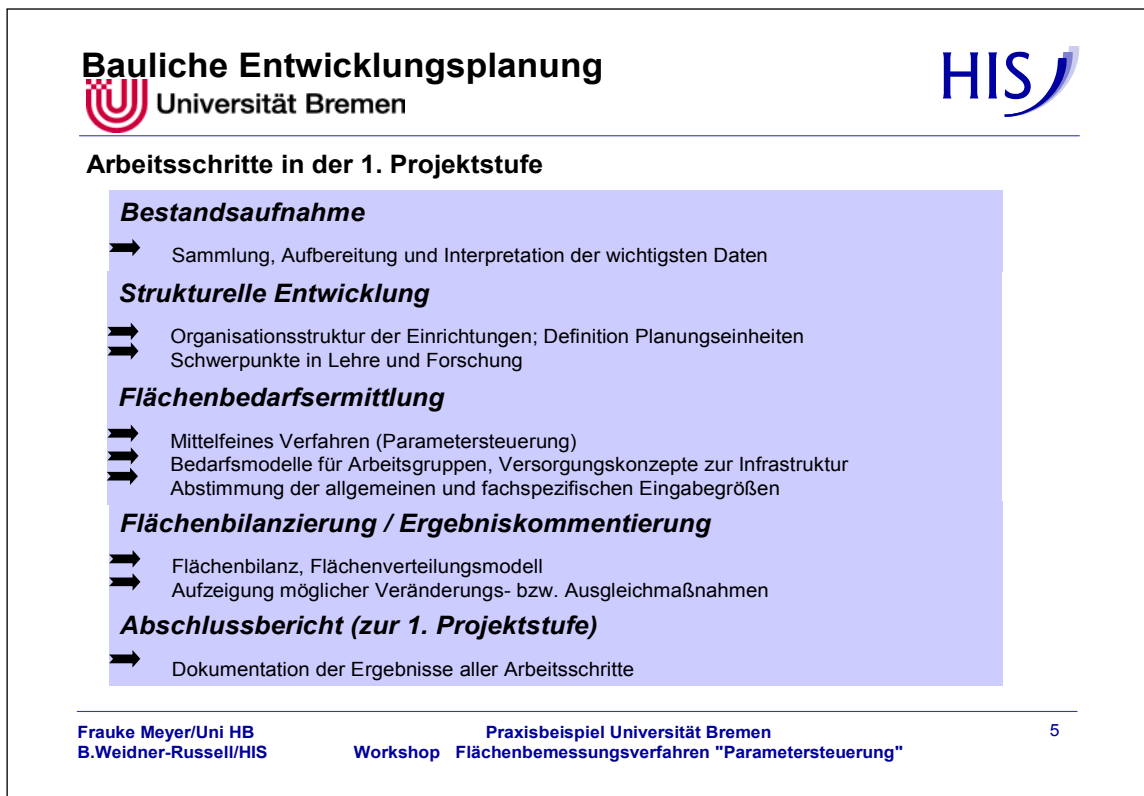 Bauliche Entwicklungsplanung
Universität Bremen
HIS
Arbeitsschritte in der 1. Projektstufe
Bestandsaufnahme
Sammlung, Aufbereitung und Interpretation der wichtigsten Daten
Strukturelle Entwicklung
Organisationsstruktur der Einrichtungen; Definition Planungseinheiten
Schwerpunkte in Lehre und Forschung
Flächenbedarfsermittlung
Mittelfeines Verfahren (Parametersteuerung)
Bedarfsmodelle für Arbeitsgruppen, Versorgungskonzepte zur Infrastruktur
Abstimmung der allgemeinen und fachspezifischen Eingabegrößen
Flächenbilanzierung / Ergebniskommentierung
Flächenbilanz, Flächenverteilungsmodell
Aufzeigung möglicher Veränderungs- bzw. Ausgleichmaßnahmen
Abschlussbericht (zur 1. Projektstufe)
Dokumentation der Ergebnisse aller Arbeitsschritte
Frauke Meyer/Uni HB Praxisbeispiel Universität Bremen 5
B.Weidner-Russell/HIS Workshop Flächenbemessungsverfahren "Parametersteuerung"